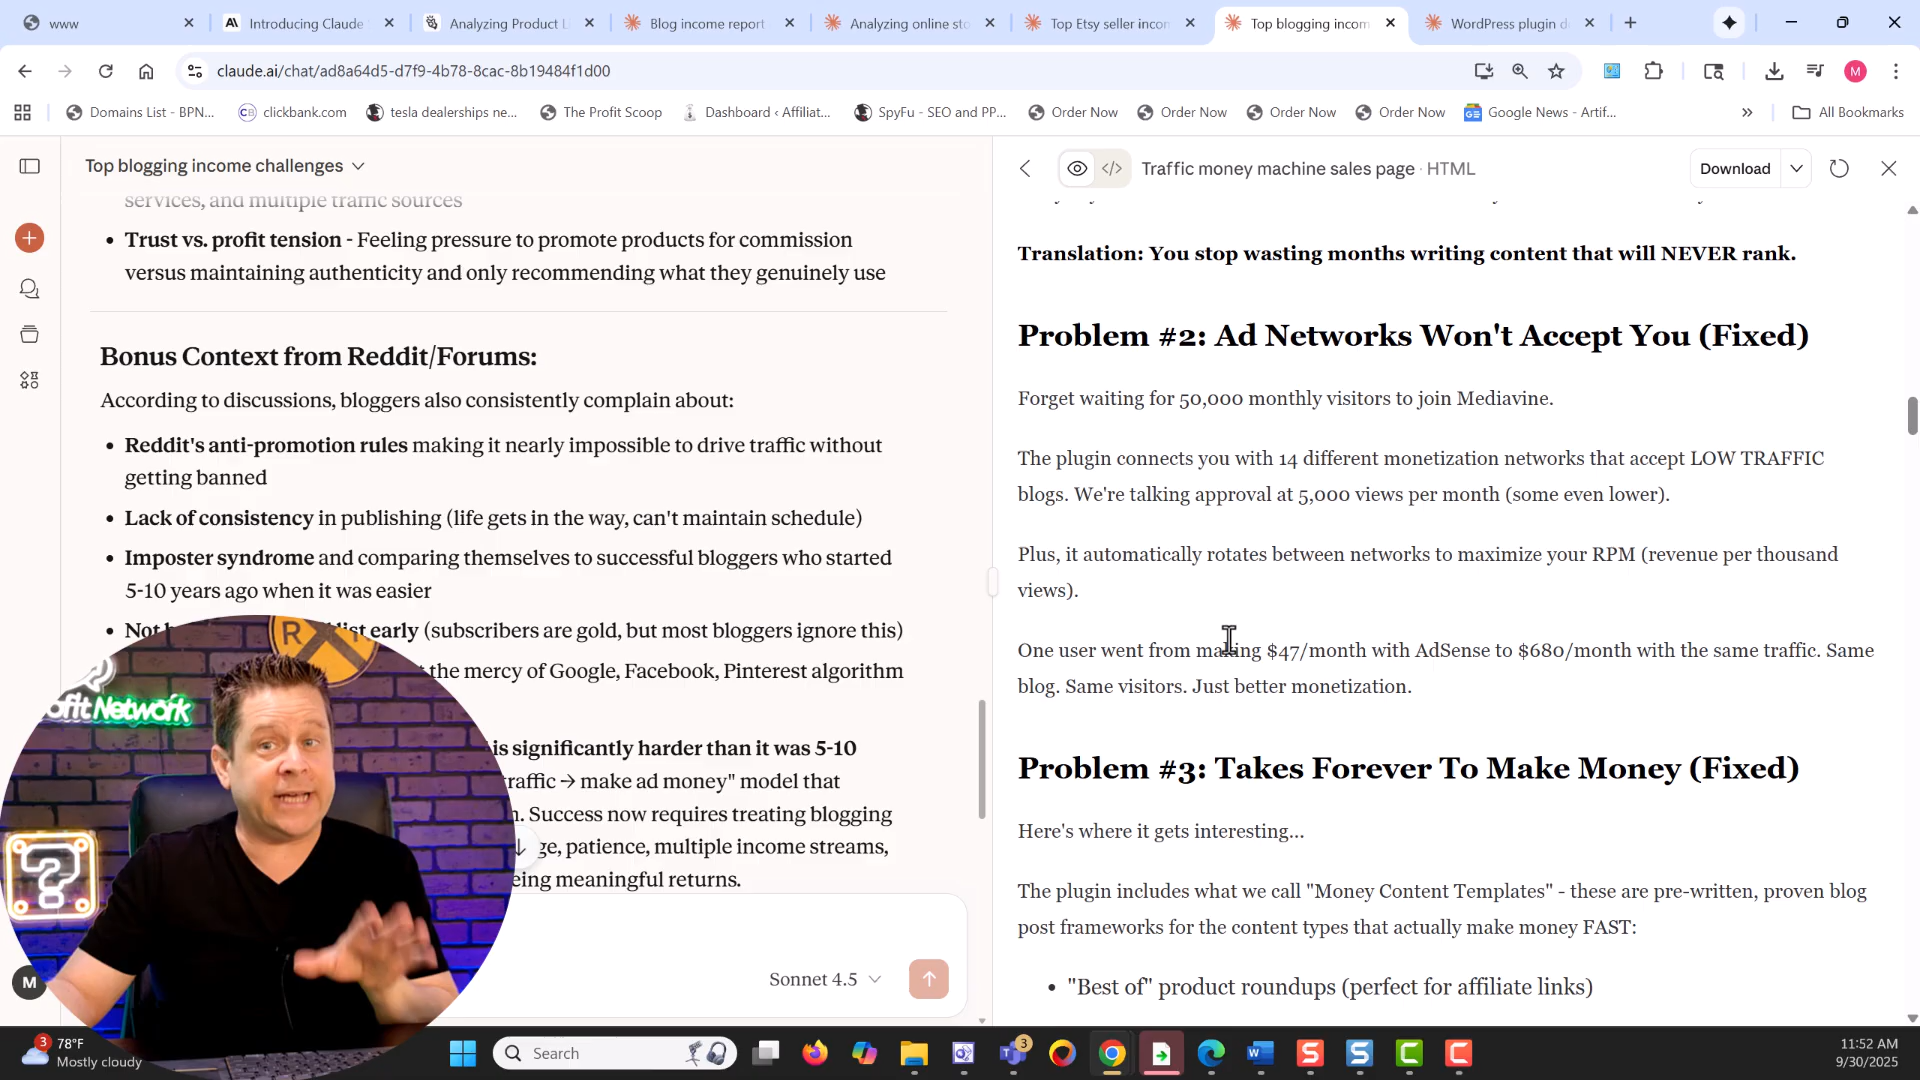 www
Introducing Claude
Analyzing Product L
Blog income report
Analyzing online sto
Top Etsy seller incom
Top blogging incom
WordPress plugin d
claude.ai/chat/ad8a64d5-d7f9-4b78-8cac-8b19484f1d00
M
Domains List - BPN...
clickbank.com
tesla dealerships ne...
The Profit Scoop
Dashboard ‹ Affiliat...
SpyFu - SEO and PP...
Order Now
Order Now
Order Now
Order Now
Google News - Artif...
All Bookmarks
Top blogging income challenges
services, and multiple traffic sources
• Trust vs. profit tension - Feeling pressure to promote products for commission
versus maintaining authenticity and only recommending what they genuinely use
Bonus Context from Reddit/Forums:
According to discussions, bloggers also consistently complain about:
• Reddit's anti-promotion rules making it nearly impossible to drive traffic without
getting banned
• Lack of consistency in publishing (life gets in the way, can't maintain schedule)
• Imposter syndrome and comparing themselves to successful bloggers who started
5-10 years ago when it was easier
• Not list early (subscribers are gold, but most bloggers ignore this)
the mercy of Google, Facebook, Pinterest algorithm
is significantly harder than it was 5-10
traffic → make ad money" model that
Success now requires treating blogging
patience, multiple income streams,
meaningful returns.
Sonnet 4.5
M
R
Network
?
Traffic money machine sales page · HTML
Download
Translation: You stop wasting months writing content that will NEVER rank.
Problem #2: Ad Networks Won't Accept You (Fixed)
Forget waiting for 50,000 monthly visitors to join Mediavine.
The plugin connects you with 14 different monetization networks that accept LOW TRAFFIC
blogs. We're talking approval at 5,000 views per month (some even lower).
Plus, it automatically rotates between networks to maximize your RPM (revenue per thousand
views).
One user went from making $47/month with AdSense to $680/month with the same traffic. Same
blog. Same visitors. Just better monetization.
Problem #3: Takes Forever To Make Money (Fixed)
Here's where it gets interesting...
The plugin includes what we call "Money Content Templates" - these are pre-written, proven blog
post frameworks for the content types that actually make money FAST:
• "Best of" product roundups (perfect for affiliate links)
3
78°F
Mostly cloudy
Search
3
11:52 AM
9/30/2025